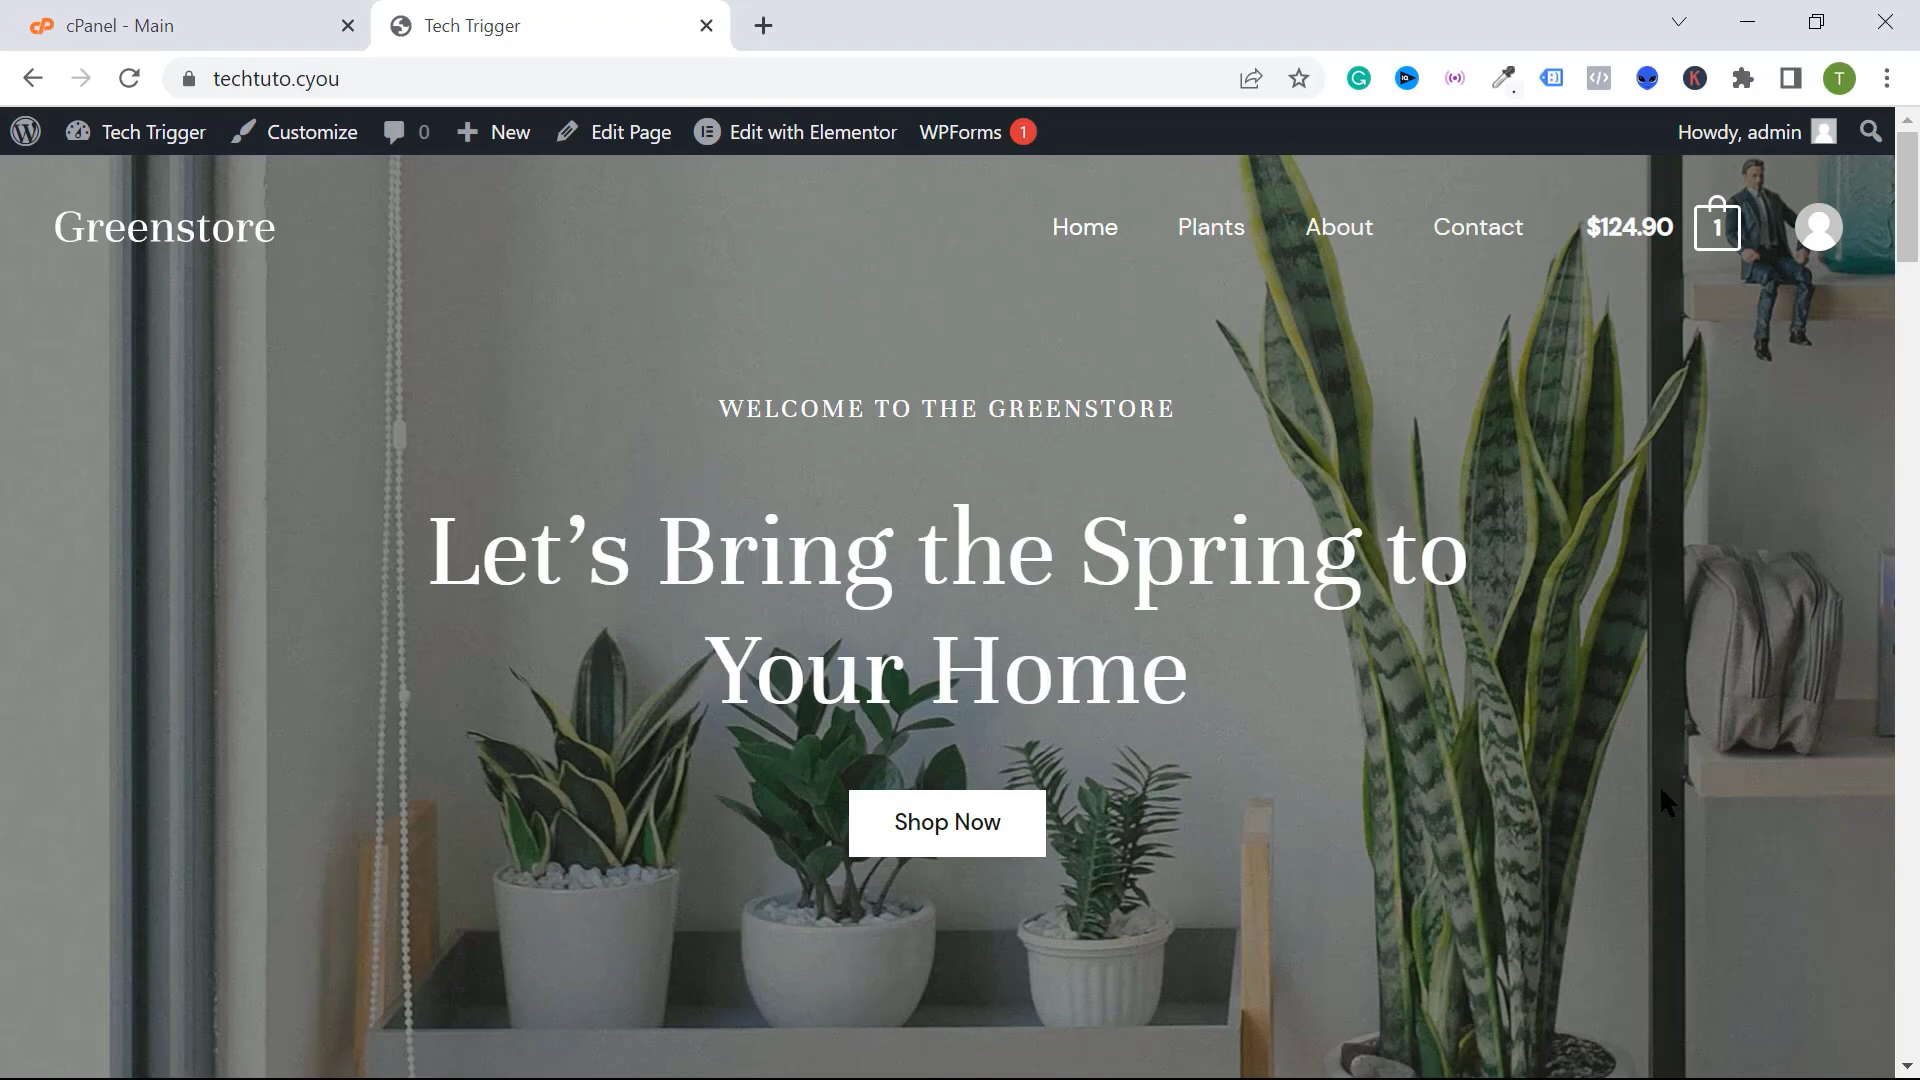 cPanel - Main
Tech Trigger
techtuto.cyou
T
Tech Trigger
Customize
0
New
Edit Page
Edit with Elementor
WPForms 1
Howdy, admin
Greenstore
Home
Plants
About
Contact
$124.90
1
WELCOME TO THE GREENSTORE
Let’s Bring the Spring to
Your Home
Shop Now